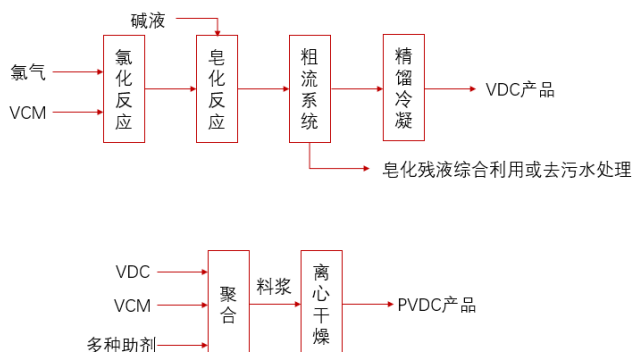 碱液
氯气
VCM
氯化反应
皂化反应
粗流系统
精馏冷凝
VDC产品
皂化残液综合利用或去污水处理
VDC
VCM
多种助剂
聚合
料浆
离心干燥
PVDC产品